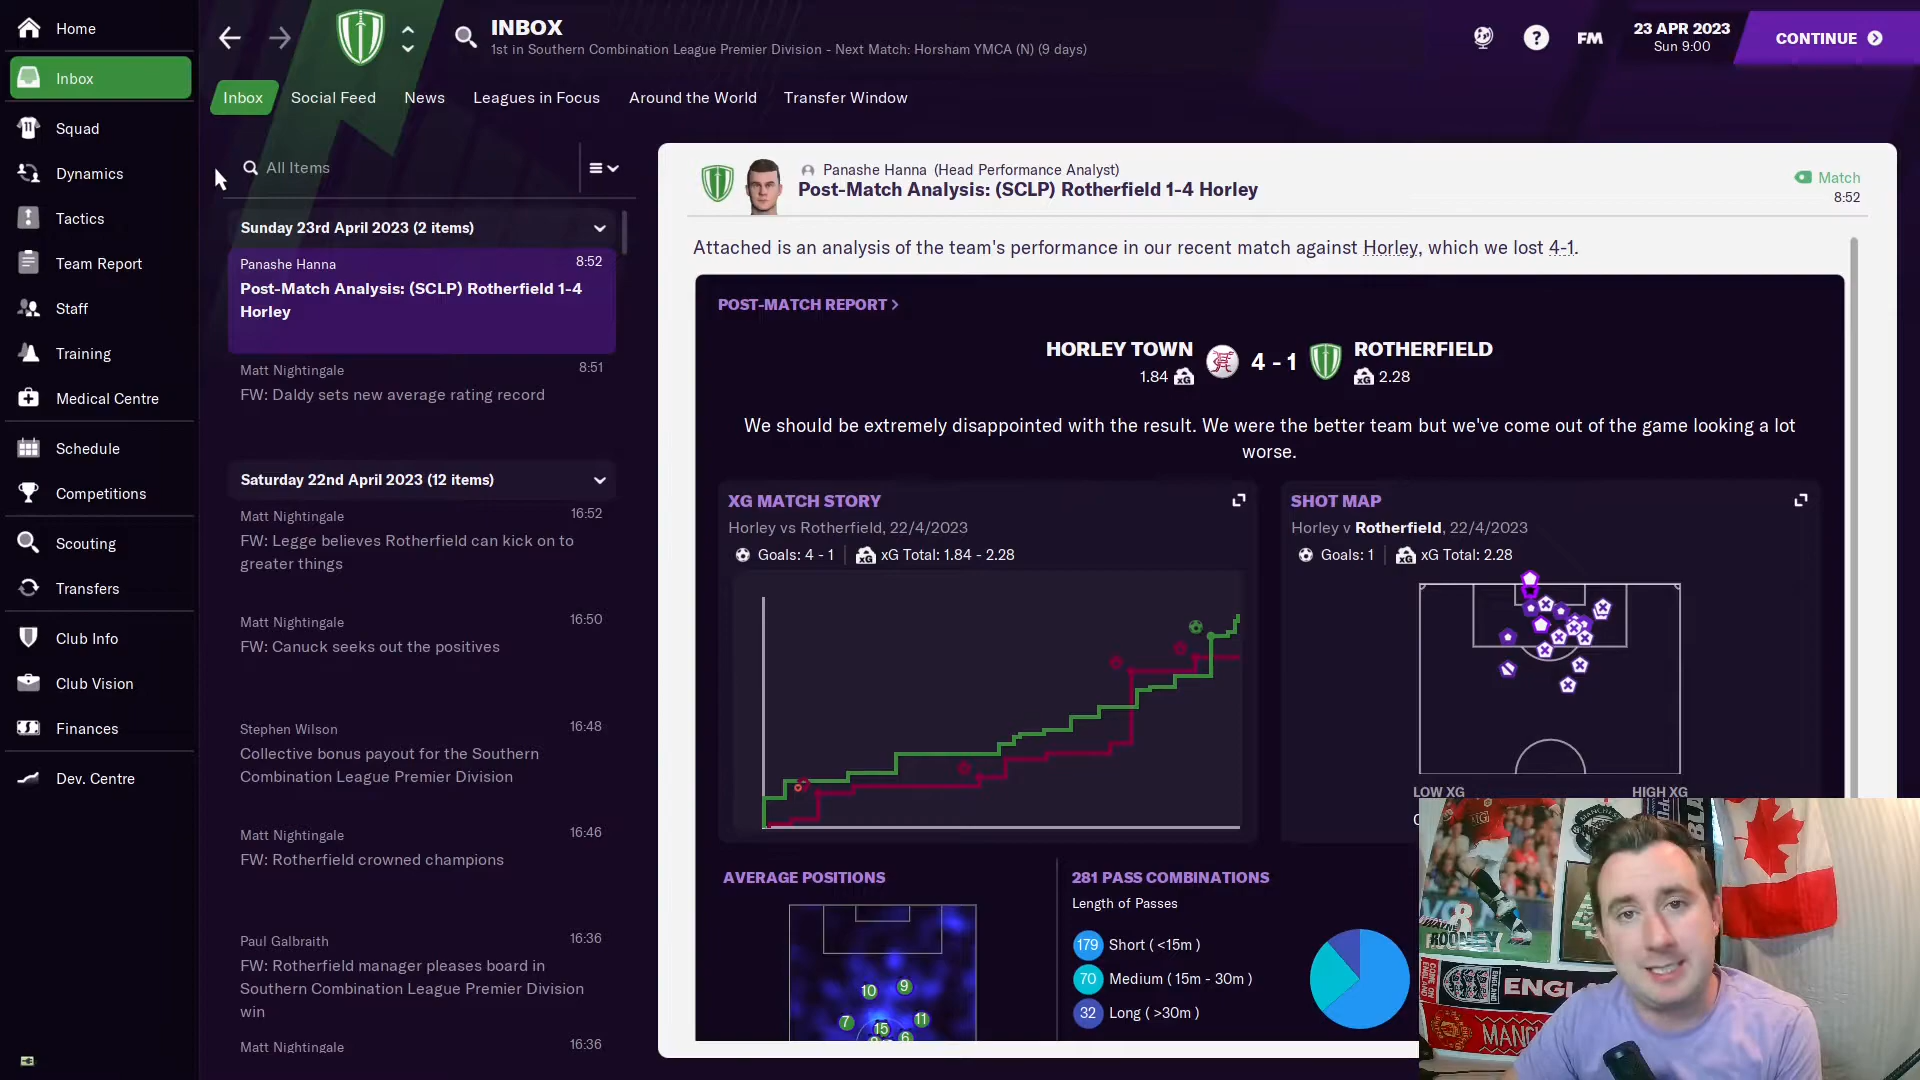 Home
Inbox
Squad
Dynamics
Tactics
Team Report
Staff
Training
Medical Centre
Schedule
Competitions
Scouting
Transfers
Club Info
Club Vision
Finances
Dev. Centre
INBOX
1st in Southern Combination League Premier Division - Next Match: Horsham YMCA (N) (9 days)
FM
23 APR 2023
Sun 9:00
CONTINUE
Inbox
Social Feed
News
Leagues in Focus
Around the World
Transfer Window
All Items
Sunday 23rd April 2023 (2 items)
Panashe Hanna
8:52
Post-Match Analysis: (SCLP) Rotherfield 1-4
Horley
Matt Nightingale
8:51
FW: Daldy sets new average rating record
Saturday 22nd April 2023 (12 items)
Matt Nightingale
16:52
FW: Legge believes Rotherfield can kick on to
greater things
Matt Nightingale
16:50
FW: Canuck seeks out the positives
Stephen Wilson
16:48
Collective bonus payout for the Southern
Combination League Premier Division
Matt Nightingale
16:46
FW: Rotherfield crowned champions
Paul Galbraith
16:36
FW: Rotherfield manager pleases board in
Southern Combination League Premier Division
win
Matt Nightingale
16:36
Panashe Hanna (Head Performance Analyst)
Post-Match Analysis: (SCLP) Rotherfield 1-4 Horley
Match
8:52
Attached is an analysis of the team's performance in our recent match against Horley, which we lost 4-1.
POST-MATCH REPORT >
HORLEY TOWN
4 - 1
ROTHERFIELD
1.84 xG
xG 2.28
We should be extremely disappointed with the result. We were the better team but we've come out of the game looking a lot
worse.
XG MATCH STORY
Horley vs Rotherfield, 22/4/2023
Goals: 4 - 1
xG Total: 1.84 - 2.28
SHOT MAP
Horley v Rotherfield, 22/4/2023
Goals: 1
xG Total: 2.28
LOW XG
HIGH XG
AVERAGE POSITIONS
10
9
7
11
15
6
281 PASS COMBINATIONS
Length of Passes
179 Short ( <15m )
70 Medium ( 15m - 30m )
32 Long ( >30m )
ROONEY
8